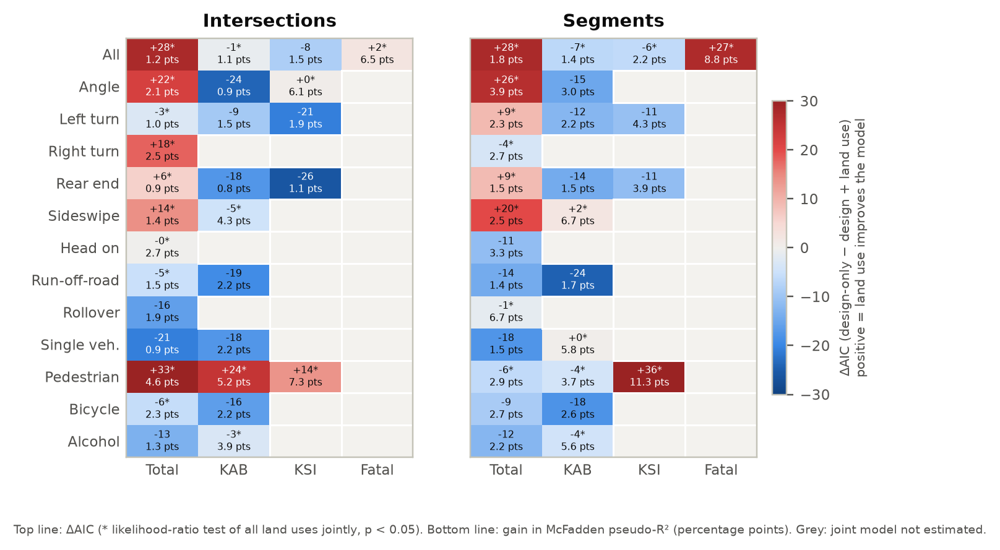 Intersections
Segments
All
+28*
1.2 pts
-1*
1.1 pts
-8
1.5 pts
+2*
6.5 pts
+28*
1.8 pts
-7*
1.4 pts
-6*
2.2 pts
+27*
8.8 pts
Angle
+22*
2.1 pts
-24
0.9 pts
+0*
6.1 pts
+26*
3.9 pts
-15
3.0 pts
Left turn
-3*
1.0 pts
-9
1.5 pts
-21
1.9 pts
+9*
2.3 pts
-12
2.2 pts
-11
4.3 pts
Right turn
+18*
2.5 pts
-4*
2.7 pts
Rear end
+6*
0.9 pts
-18
0.8 pts
-26
1.1 pts
+9*
1.5 pts
-14
1.5 pts
-11
3.9 pts
Sideswipe
+14*
1.4 pts
-5*
4.3 pts
+20*
2.5 pts
+2*
6.7 pts
Head on
-0*
2.7 pts
-11
3.3 pts
Run-off-road
-5*
1.5 pts
-19
2.2 pts
-14
1.4 pts
-24
1.7 pts
Rollover
-16
1.9 pts
-1*
6.7 pts
Single veh.
-21
0.9 pts
-18
2.2 pts
-18
1.5 pts
+0*
5.8 pts
Pedestrian
+33*
4.6 pts
+24*
5.2 pts
+14*
7.3 pts
-6*
2.9 pts
-4*
3.7 pts
+36*
11.3 pts
Bicycle
-6*
2.3 pts
-16
2.2 pts
-9
2.7 pts
-18
2.6 pts
Alcohol
-13
1.3 pts
-3*
3.9 pts
-12
2.2 pts
-4*
5.6 pts
Total
KAB
KSI
Fatal
Total
KAB
KSI
Fatal
30
20
10
0
−10
−20
−30
ΔAIC (design-only − design + land use)
positive = land use improves the model
Top line: ΔAIC (* likelihood-ratio test of all land uses jointly, p < 0.05). Bottom line: gain in McFadden pseudo-R² (percentage points). Grey: joint model not estimated.